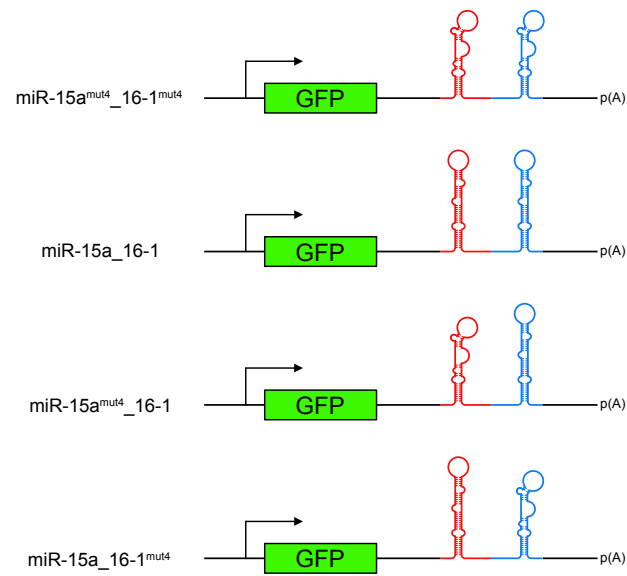 miR-15a^mut4_16-1^mut4 GFP p(A)
miR-15a_16-1 GFP p(A)
miR-15a^mut4_16-1 GFP p(A)
miR-15a_16-1^mut4 GFP p(A)